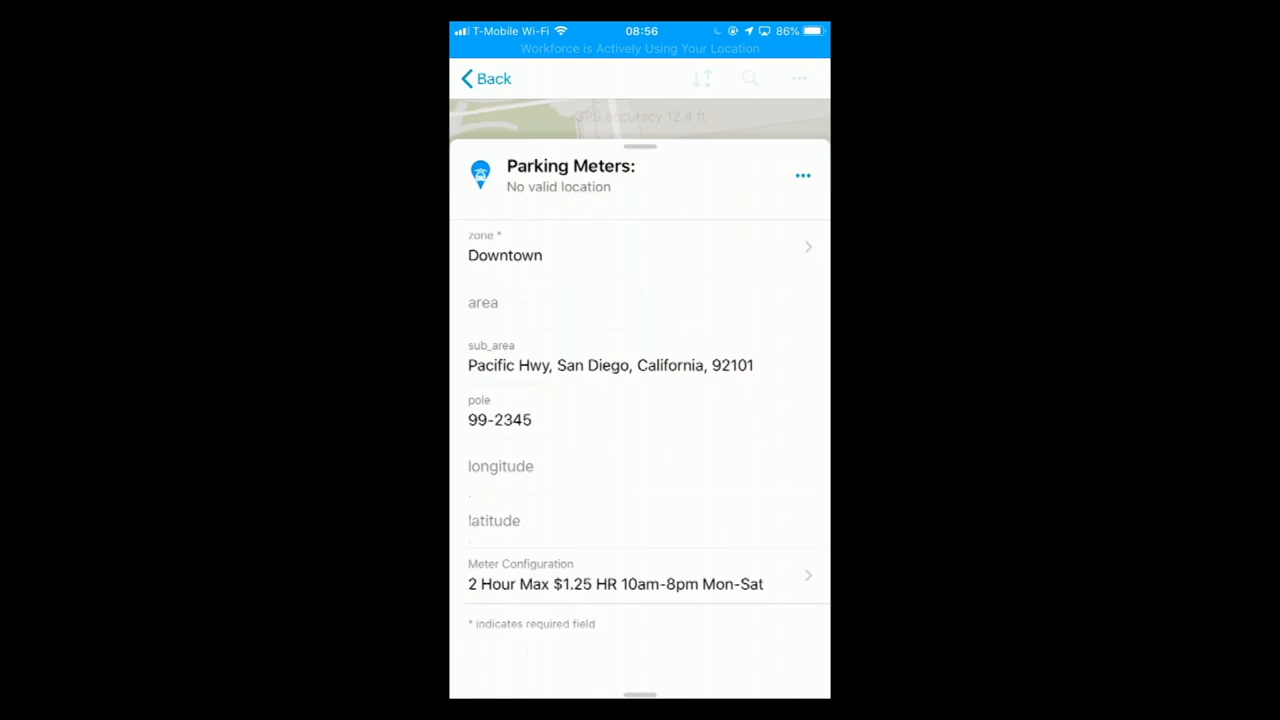 T-Mobile Wi-Fi 08:56 86%
Workforce is Actively Using Your Location
Back
GPS accuracy 12.4 ft
Parking Meters:
No valid location
zone *
Downtown
area
sub_area
Pacific Hwy, San Diego, California, 92101
pole
99-2345
longitude
latitude
Meter Configuration
2 Hour Max $1.25 HR 10am-8pm Mon-Sat
* indicates required field